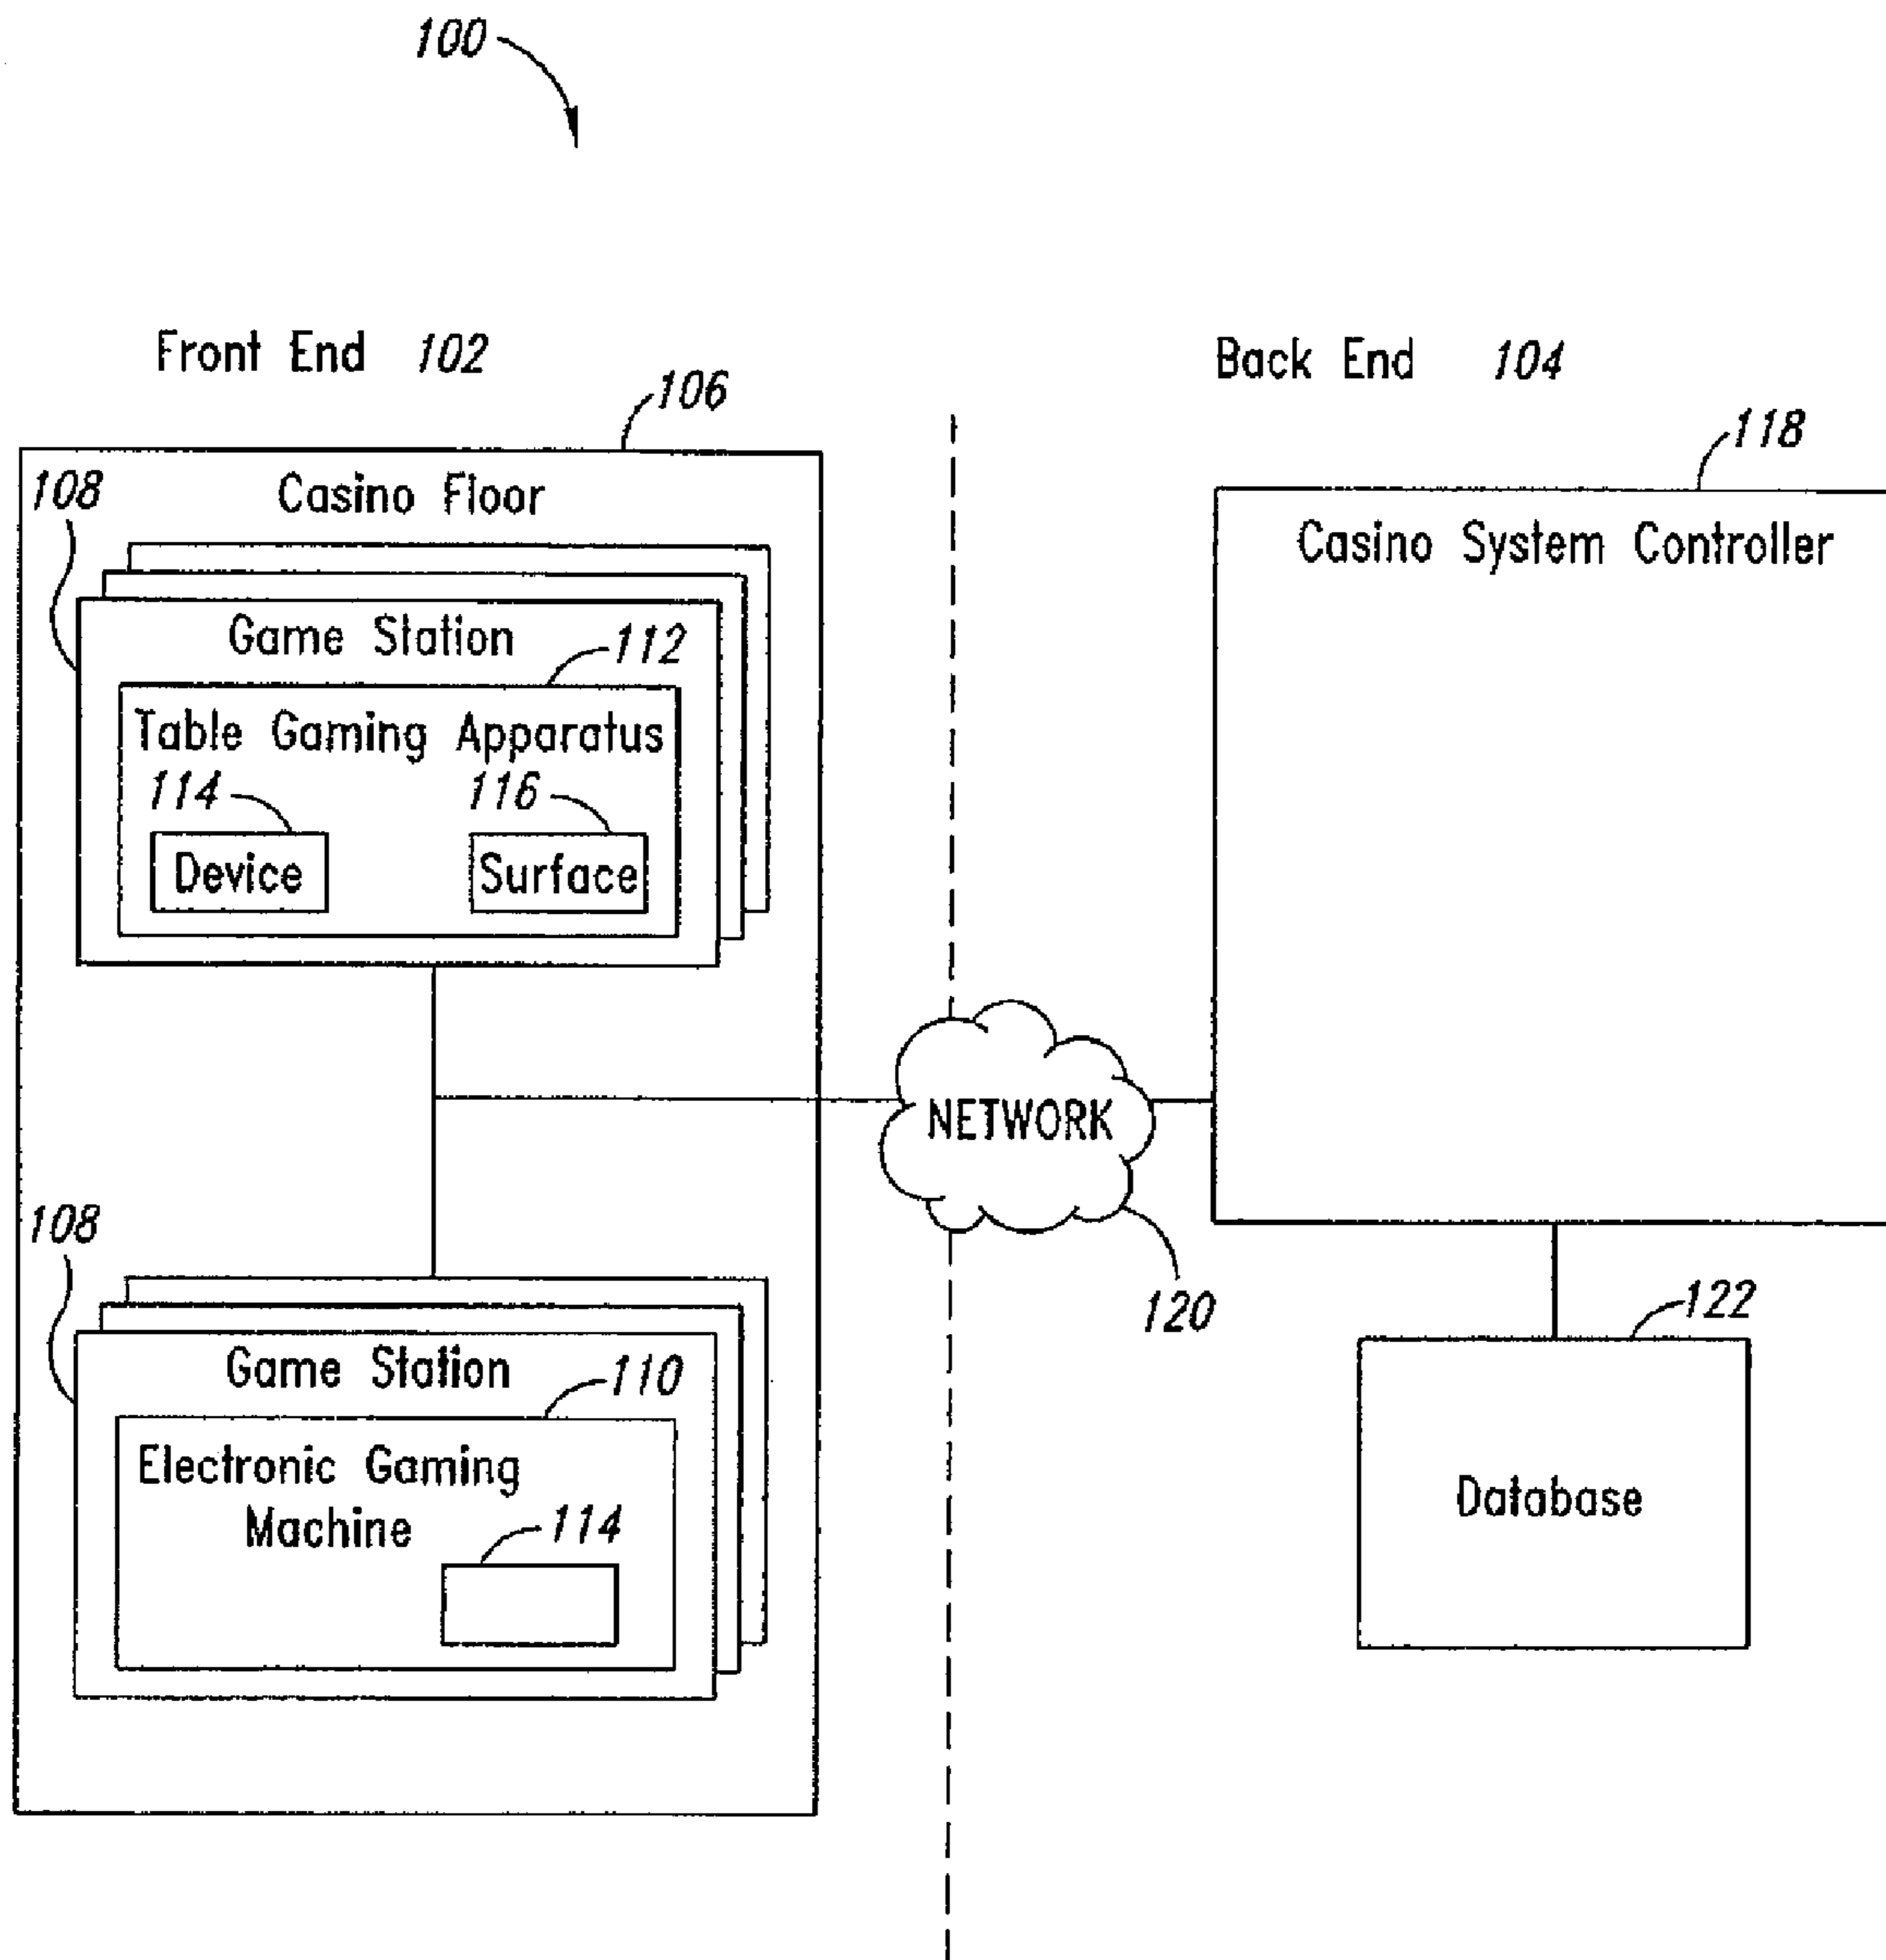 100
Front End 102
Back End 104
106
118
108
Casino Floor
Casino System Controller
Game Station
112
Table Gaming Apparatus
114
116
Device
Surface
NETWORK
120
108
122
Game Station
110
Electronic Gaming
Machine
114
Database